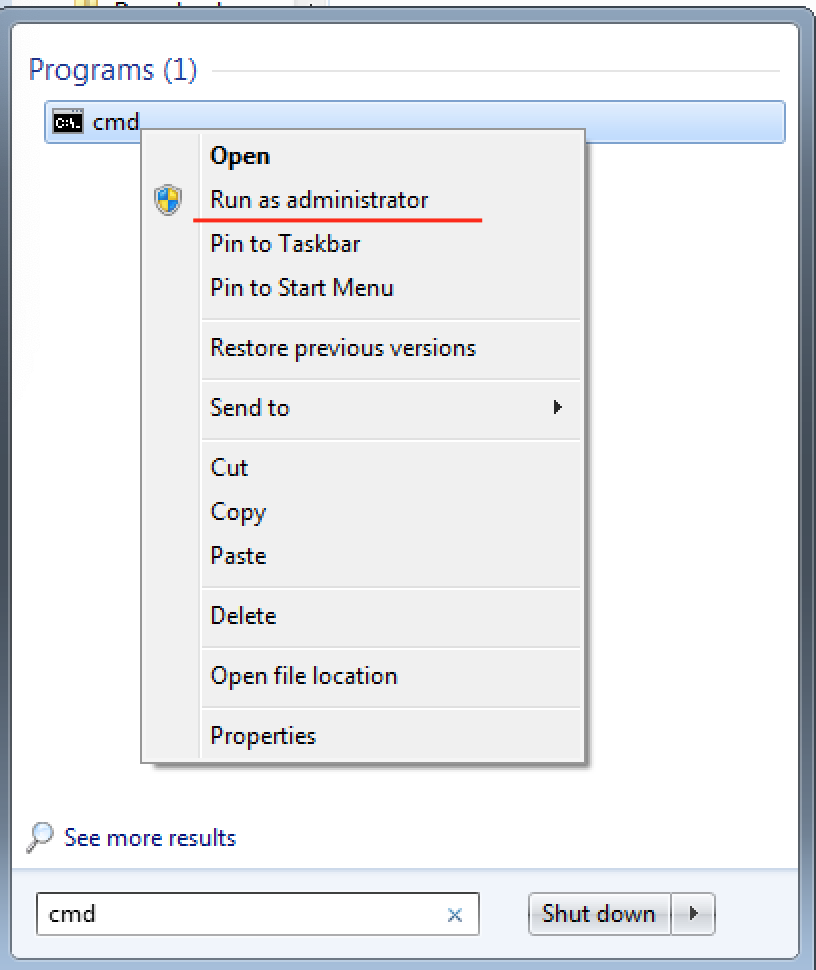 Programs (1)
cmd
Open
Run as administrator
Pin to Taskbar
Pin to Start Menu
Restore previous versions
Send to
Cut
Copy
Paste
Delete
Open file location
Properties
See more results
cmd
Shut down